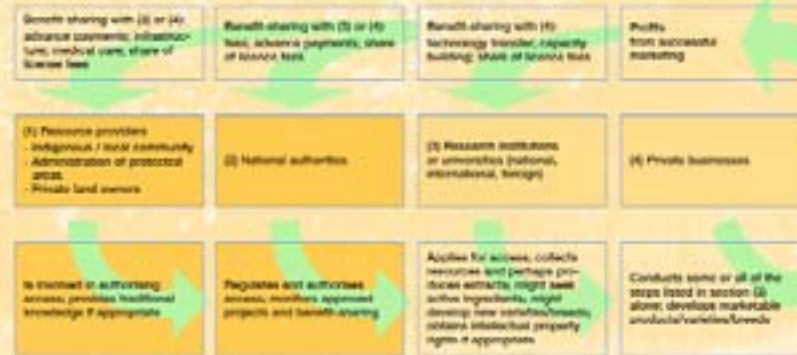 Benefit-sharing with (3) or (4):
advance payments; infrastruc-
ture; medical care; share of
license fees
Benefit-sharing with (3) or (4):
fees; advance payments; share
of licence fees
Benefit-sharing with (4):
technology transfer; capacity
building; share of licence fees
Profits
from successful
marketing
(1) Resource providers
- Indigenous / local community
- Administration of protected
areas
- Private land owners
(2) National authorities
(3) Research institutions
or universities (national,
international, foreign)
(4) Private businesses
Is involved in authorising
access; provides traditional
knowledge if appropriate
Regulates and authorises
access; monitors approved
projects and benefit-sharing
Applies for access; collects
resources and perhaps pro-
duces extracts; might seek
active ingredients; might
develop new varieties/breeds;
obtains intellectual property
rights if appropriate
Conducts some or all of the
steps listed in section (3)
alone; develops marketable
products/varieties/breeds